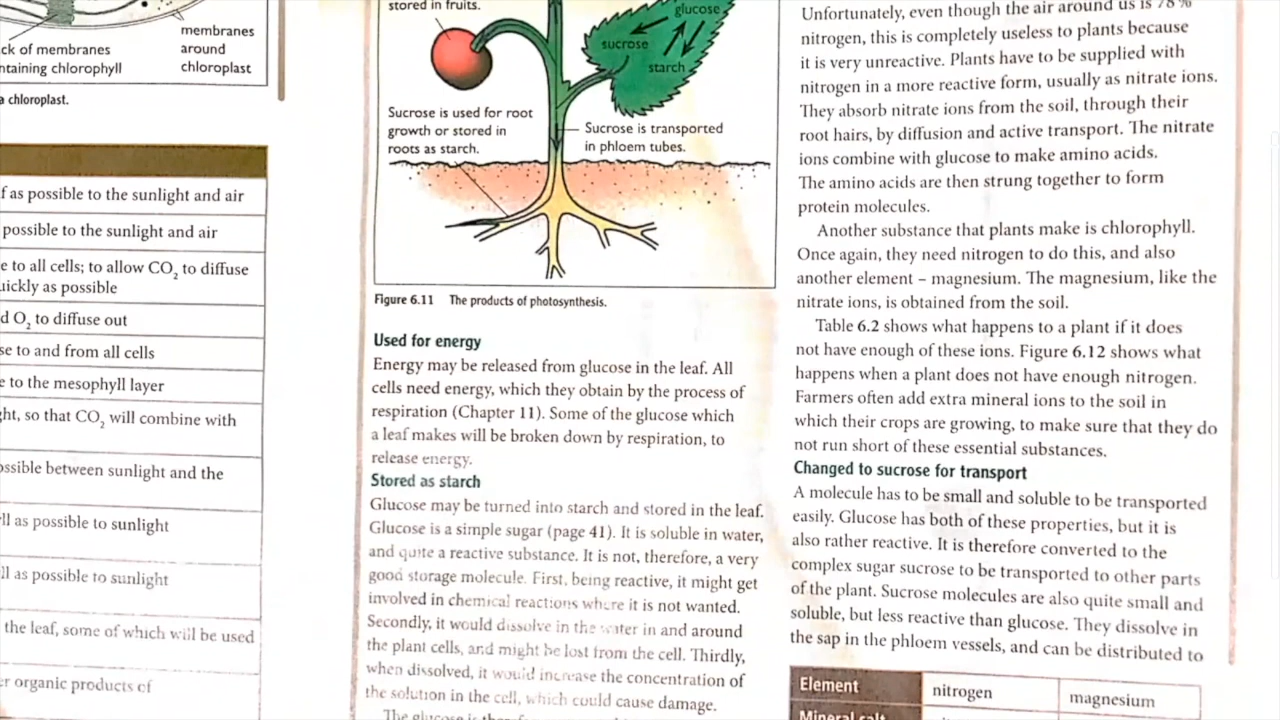 ck of membranes
ntaining chlorophyll
membranes
around
chloroplast
a chloroplast.
f as possible to the sunlight and air
possible to the sunlight and air
e to all cells; to allow CO₂ to diffuse
uickly as possible
d O₂ to diffuse out
se to and from all cells
e to the mesophyll layer
ht, so that CO₂ will combine with
ossible between sunlight and the
ll as possible to sunlight
ll as possible to sunlight
the leaf, some of which will be used
er organic products of
stored in fruits.
glucose
sucrose
starch
Sucrose is used for root
growth or stored in
roots as starch.
Sucrose is transported
in phloem tubes.
Figure 6.11 The products of photosynthesis.
Used for energy
Energy may be released from glucose in the leaf. All
cells need energy, which they obtain by the process of
respiration (Chapter 11). Some of the glucose which
a leaf makes will be broken down by respiration, to
release energy.
Stored as starch
Glucose may be turned into starch and stored in the leaf.
Glucose is a simple sugar (page 41). It is soluble in water,
and quite a reactive substance. It is not, therefore, a very
good storage molecule. First, being reactive, it might get
involved in chemical reactions where it is not wanted.
Secondly, it would dissolve in the water in and around
the plant cells, and might be lost from the cell. Thirdly,
when dissolved, it would increase the concentration of
the solution in the cell, which could cause damage.
The glucose is
Unfortunately, even though the air around us is 78%
nitrogen, this is completely useless to plants because
it is very unreactive. Plants have to be supplied with
nitrogen in a more reactive form, usually as nitrate ions.
They absorb nitrate ions from the soil, through their
root hairs, by diffusion and active transport. The nitrate
ions combine with glucose to make amino acids.
The amino acids are then strung together to form
protein molecules.
Another substance that plants make is chlorophyll.
Once again, they need nitrogen to do this, and also
another element – magnesium. The magnesium, like the
nitrate ions, is obtained from the soil.
Table 6.2 shows what happens to a plant if it does
not have enough of these ions. Figure 6.12 shows what
happens when a plant does not have enough nitrogen.
Farmers often add extra mineral ions to the soil in
which their crops are growing, to make sure that they do
not run short of these essential substances.
Changed to sucrose for transport
A molecule has to be small and soluble to be transported
easily. Glucose has both of these properties, but it is
also rather reactive. It is therefore converted to the
complex sugar sucrose to be transported to other parts
of the plant. Sucrose molecules are also quite small and
soluble, but less reactive than glucose. They dissolve in
the sap in the phloem vessels, and can be distributed to
Element nitrogen magnesium
Mineral salt